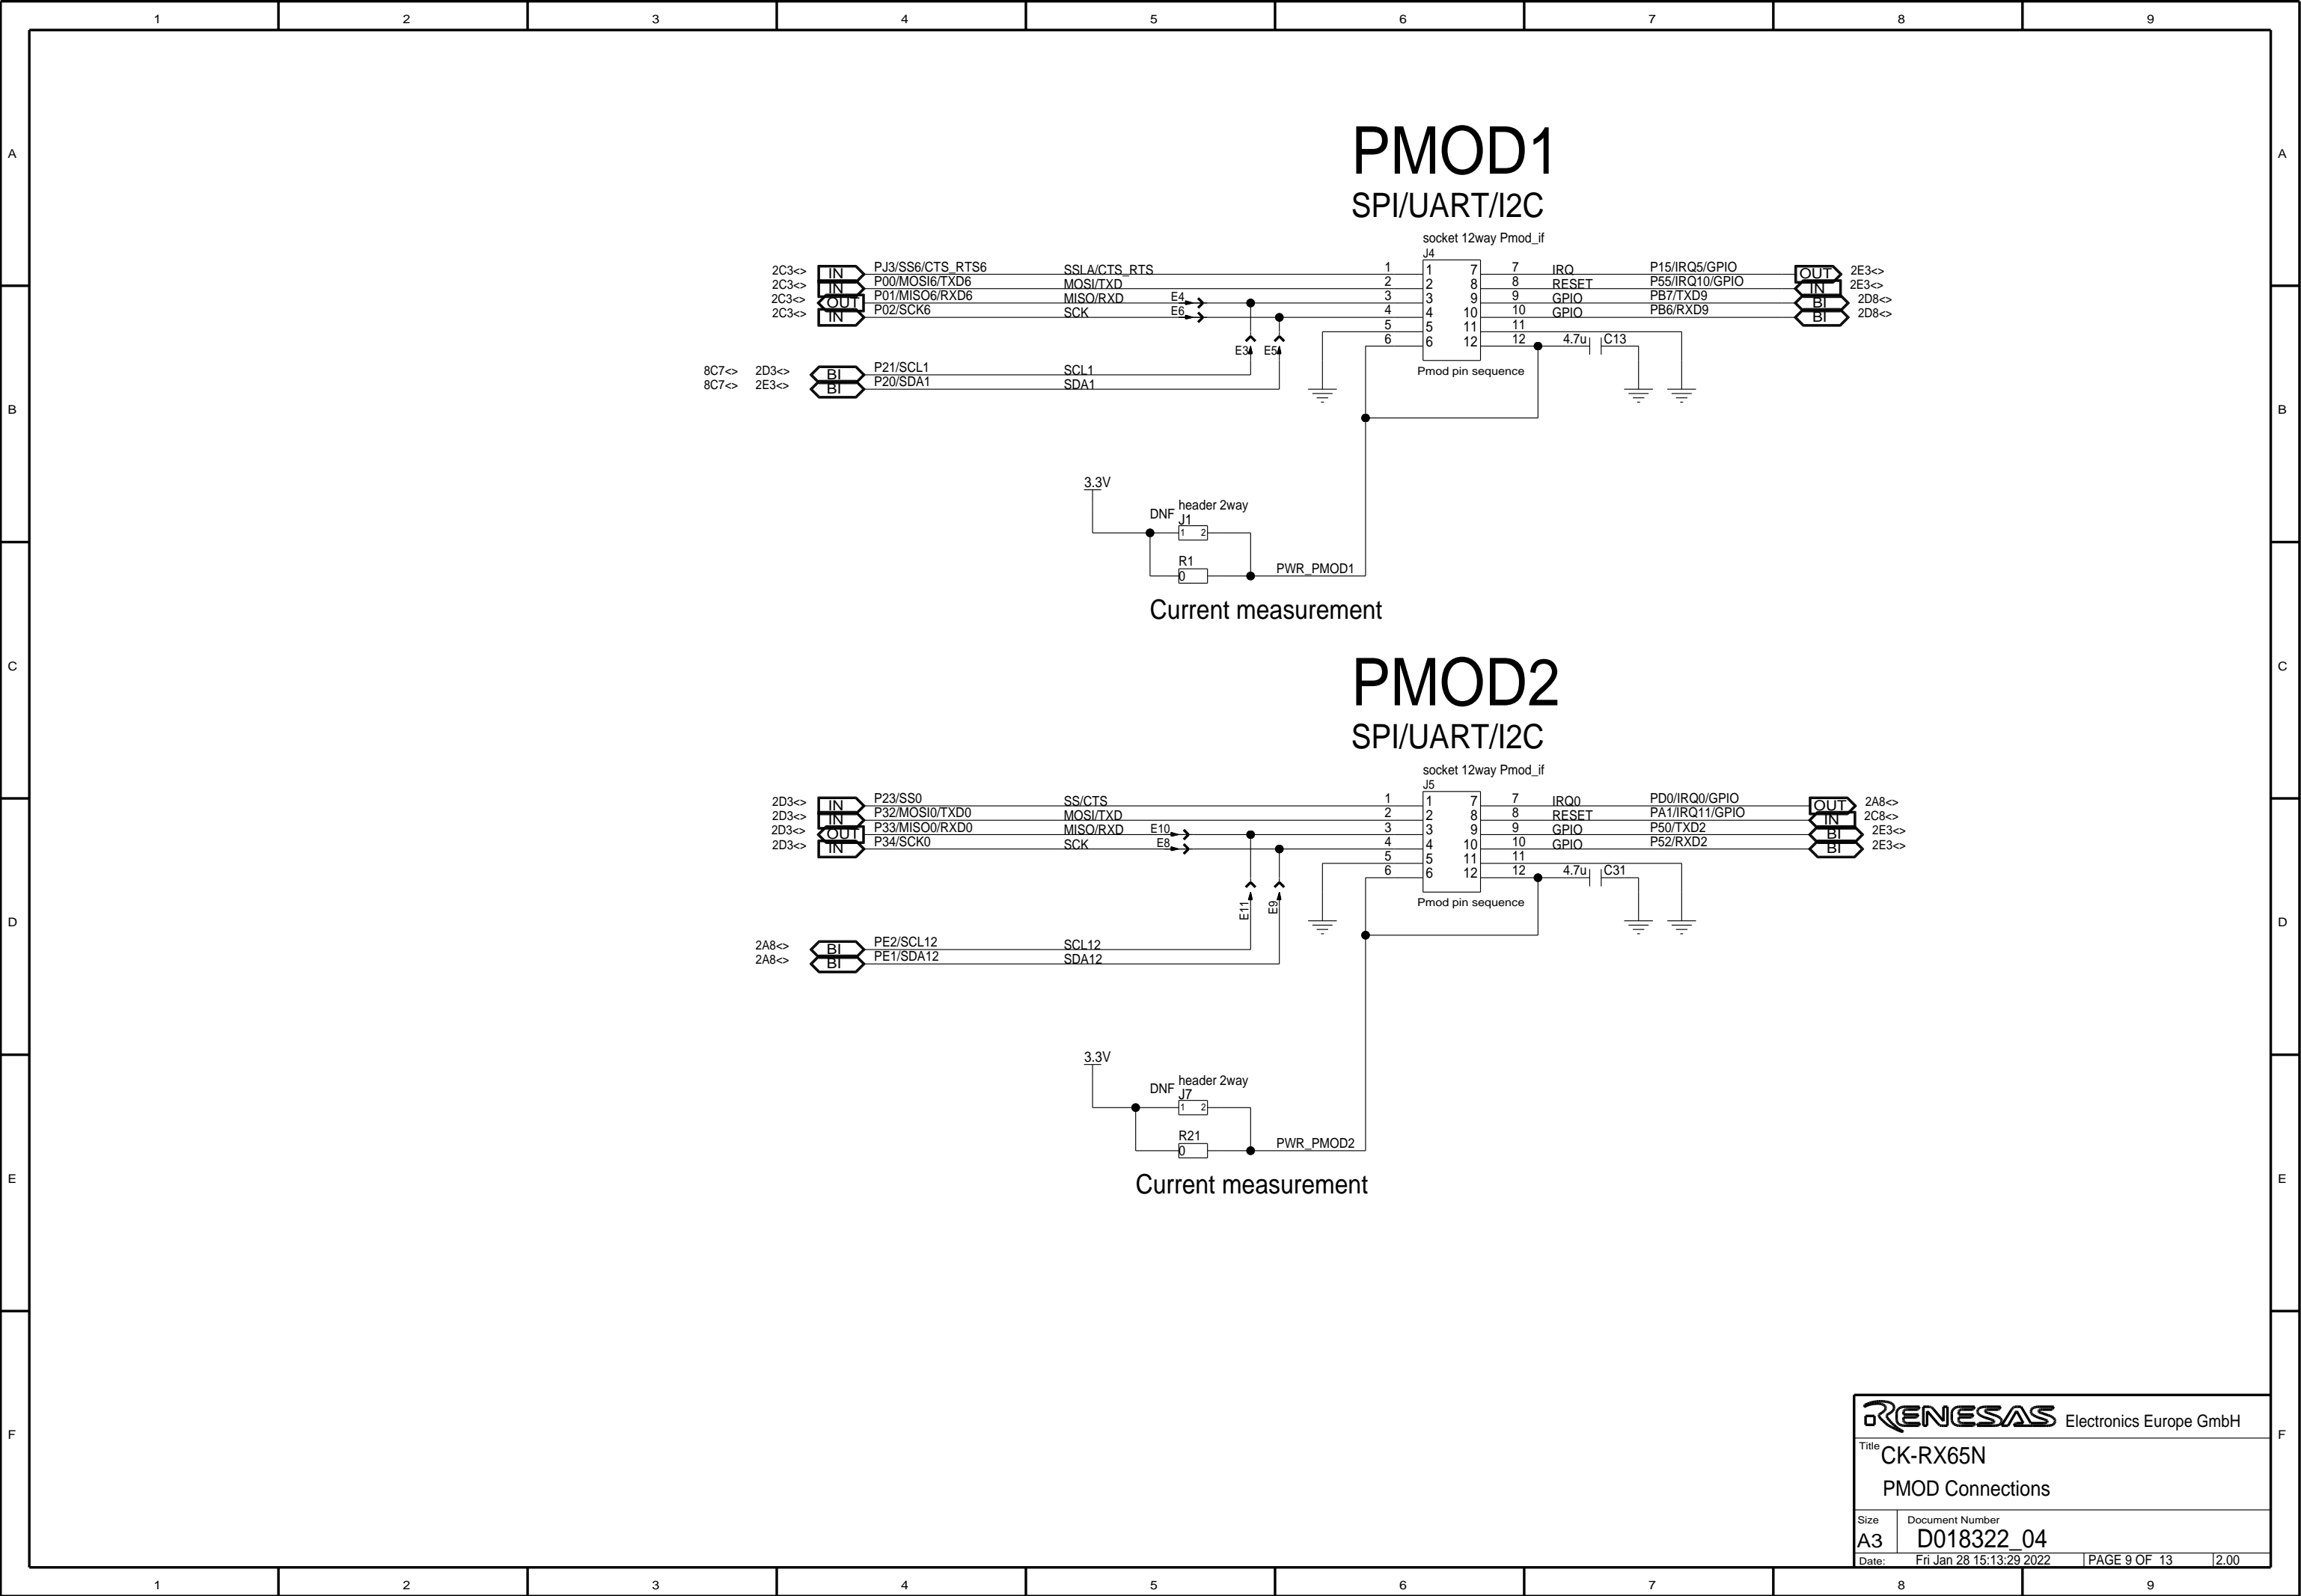 1 2 3 4 5 6 7 8 9
A A
PMOD1
SPI/UART/I2C
socket 12way Pmod_if
J4
2C3<> IN PJ3/SS6/CTS_RTS6 SSLA/CTS_RTS 1 1 7 7 IRQ P15/IRQ5/GPIO OUT 2E3<>
2C3<> IN P00/MOSI6/TXD6 MOSI/TXD 2 2 8 8 RESET P55/IRQ10/GPIO IN 2E3<>
2C3<> OUT P01/MISO6/RXD6 MISO/RXD E4 3 3 9 9 GPIO PB7/TXD9 BI 2D8<>
2C3<> IN P02/SCK6 SCK E6 4 4 10 10 GPIO PB6/RXD9 BI 2D8<>
5 5 11 11
6 6 12 12 4.7u C13
E3 E5
8C7<> 2D3<> BI P21/SCL1 SCL1 Pmod pin sequence
8C7<> 2E3<> BI P20/SDA1 SDA1
B B
3.3V
header 2way
DNF J1
1 2
R1
0 PWR_PMOD1
Current measurement
PMOD2
C C
SPI/UART/I2C
socket 12way Pmod_if
J5
2D3<> IN P23/SS0 SS/CTS 1 1 7 7 IRQ0 PD0/IRQ0/GPIO OUT 2A8<>
2D3<> IN P32/MOSI0/TXD0 MOSI/TXD 2 2 8 8 RESET PA1/IRQ11/GPIO IN 2C8<>
2D3<> OUT P33/MISO0/RXD0 MISO/RXD E10 3 3 9 9 GPIO P50/TXD2 BI 2E3<>
2D3<> IN P34/SCK0 SCK E8 4 4 10 10 GPIO P52/RXD2 BI 2E3<>
5 5 11 11
6 6 12 12 4.7u C31
E11 E9 Pmod pin sequence
D D
2A8<> BI PE2/SCL12 SCL12
2A8<> BI PE1/SDA12 SDA12
3.3V
header 2way
DNF J7
1 2
R21
0 PWR_PMOD2
Current measurement
E E
RENESAS Electronics Europe GmbH
F F
Title CK-RX65N
PMOD Connections
Size Document Number
A3 D018322_04
Date: Fri Jan 28 15:13:29 2022 PAGE 9 OF 13 2.00
1 2 3 4 5 6 7 8 9